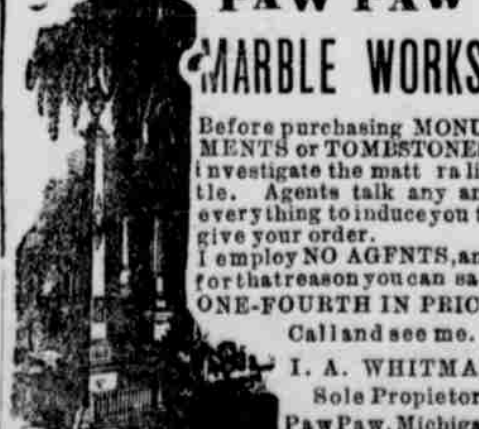 PAW PAW
MARBLE WORKS
Before purchasing MONU
MENTS or TOMBSTONES
investigate the matt ra li
tle. Agents talk any an
everything to induce you t
give your order.
I employ NO AGFNTS, an
for that reason you can sa
ONE-FOURTH IN PRIC
Call and see me.
I. A. WHITMA
Sole Propietor
Paw Paw, Michiga